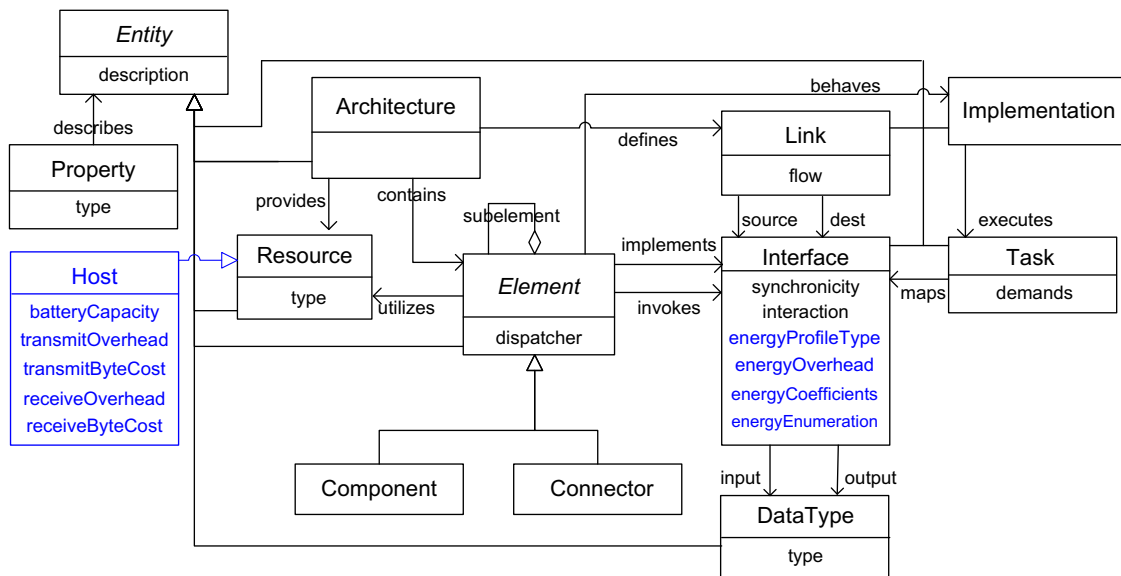 Entity
description
describes
Property
type
Architecture
provides
contains
defines
behaves
Link
flow
Implementation
source
dest
executes
subelement
Host
batteryCapacity
transmitOverhead
transmitByteCost
receiveOverhead
receiveByteCost
Resource
type
utilizes
Element
dispatcher
implements
invokes
Interface
synchronicity
interaction
energyProfileType
energyOverhead
energyCoefficients
energyEnumeration
maps
Task
demands
Component
Connector
input
output
DataType
type